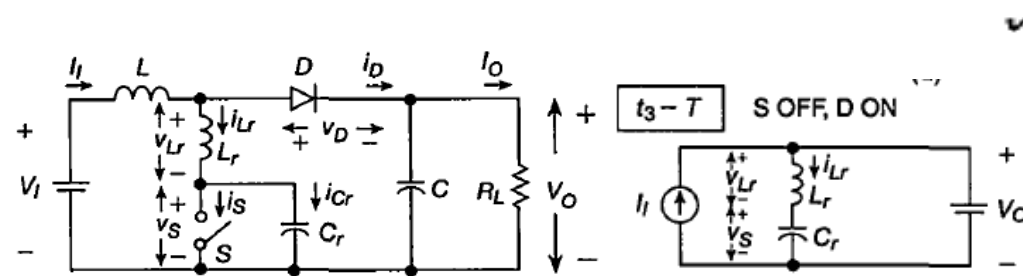 I_I L D i_D I_O
+ v_Lr − i_Lr L_r + v_D − +
V_I i_S i_Cr C R_L V_O
+ v_S − S C_r
− −
t₃ – T S OFF, D ON
+ v_Lr − i_Lr L_r +
I_I V_O
+ v_S − C_r −